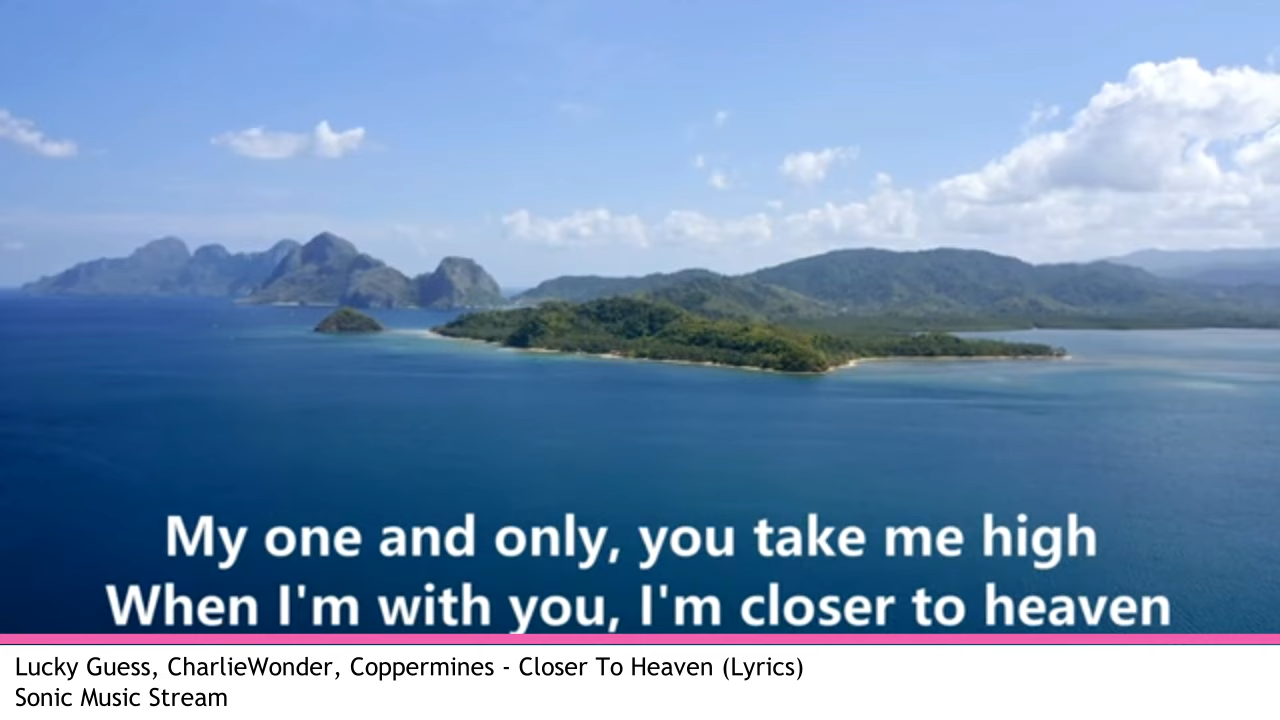 My one and only, you take me high
When I'm with you, I'm closer to heaven
Lucky Guess, CharlieWonder, Coppermines - Closer To Heaven (Lyrics)
Sonic Music Stream